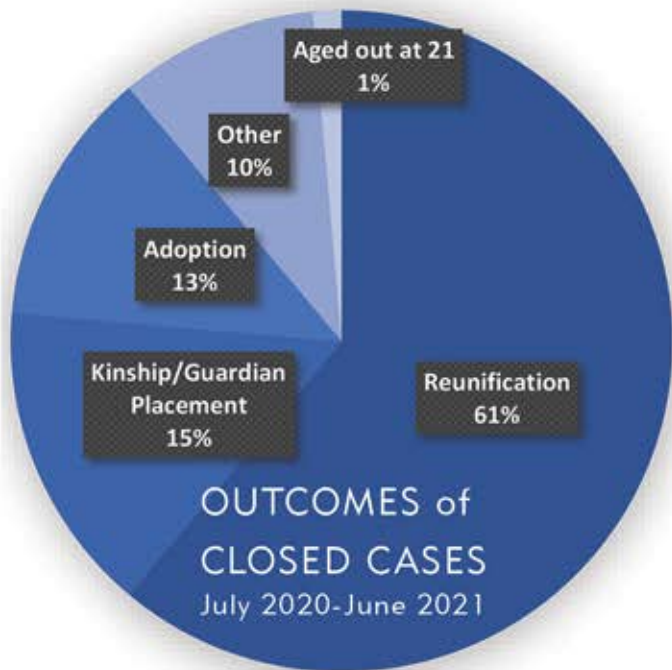 Aged out at 21
1%
Other
10%
Adoption
13%
Kinship/Guardian
Placement
15%
Reunification
61%
OUTCOMES of
CLOSED CASES
July 2020-June 2021